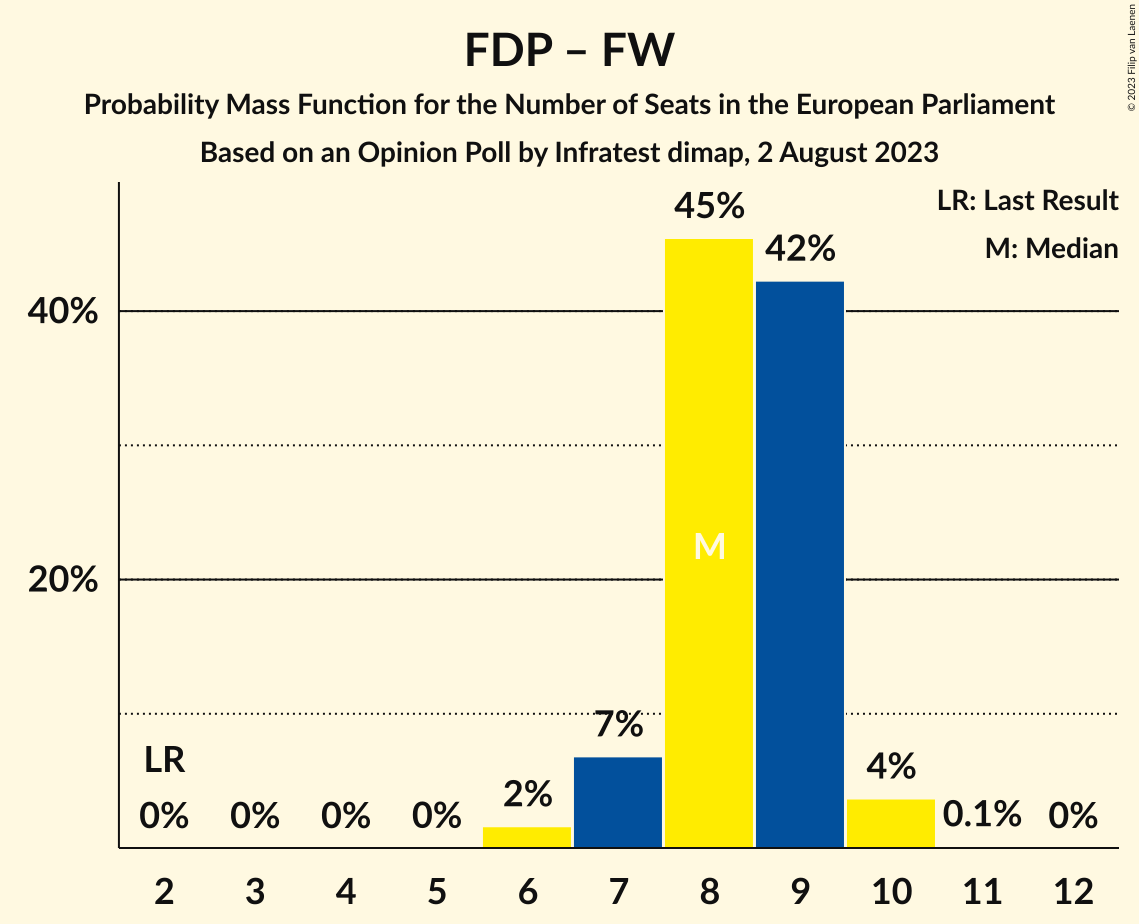 FDP – FW
Probability Mass Function for the Number of Seats in the European Parliament
Based on an Opinion Poll by Infratest dimap, 2 August 2023
© 2023 Filip van Laenen
LR: Last Result
M: Median
45%
42%
40%
M
20%
7%
LR
4%
2%
0% 0% 0% 0% 0.1% 0%
2 3 4 5 6 7 8 9 10 11 12